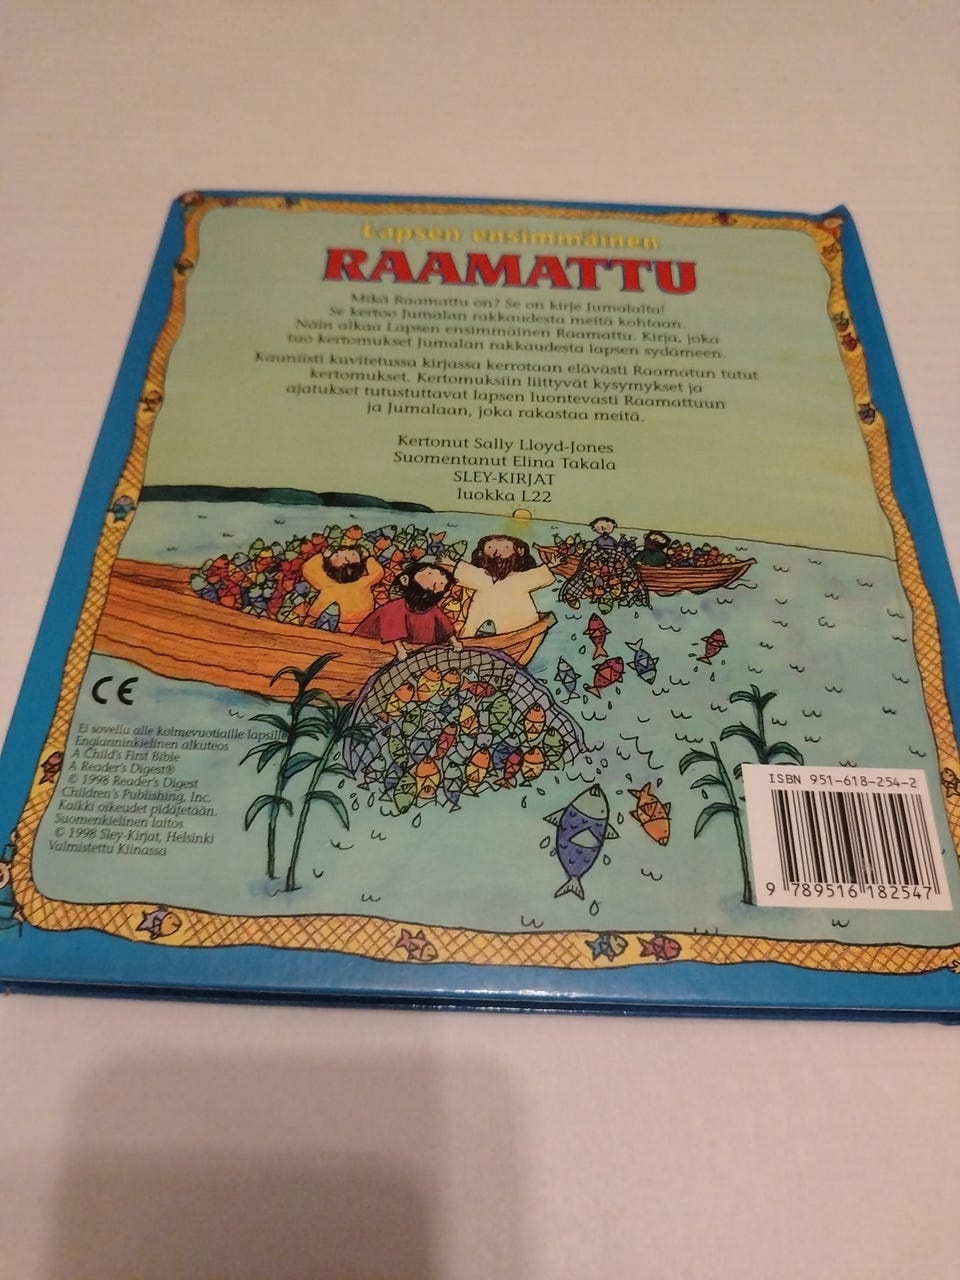 Lapsen ensimmäinen
RAAMATTU
Mikä Raamattu on? Se on kirje Jumalalta!
Se kertoo Jumalan rakkaudesta meitä kohtaan.
Näin alkaa Lapsen ensimmäinen Raamattu. Kirja, joka
tuo kertomukset Jumalan rakkaudesta lapsen sydämeen.
Kauniisti kuvitetussa kirjassa kerrotaan elävästi Raamatun tutut
kertomukset. Kertomuksiin liittyvät kysymykset ja
ajatukset tutustuttavat lapsen luontevasti Raamattuun
ja Jumalaan, joka rakastaa meitä.
Kertonut Sally Lloyd-Jones
Suomentanut Elina Takala
SLEY-KIRJAT
luokka L22
CE
Ei sovellu alle kolmevuotiaille lapsille
Englanninkielinen alkuteos
A Child's First Bible
A Reader's Digest®
© 1998 Reader's Digest
Children's Publishing, Inc.
Kaikki oikeudet pidätetään.
Suomenkielinen laitos
© 1998 Sley-Kirjat, Helsinki
Valmistettu Kiinassa
ISBN 951-618-254-2
9 789516 182547